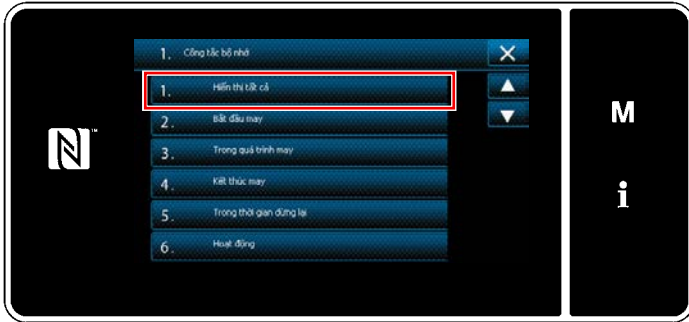 1. Công tắc bộ nhớ
1. Hiển thị tất cả
2. Bắt đầu may
3. Trong quá trình may
4. Kết thúc may
5. Trong thời gian dừng lại
6. Hoạt động
M
i